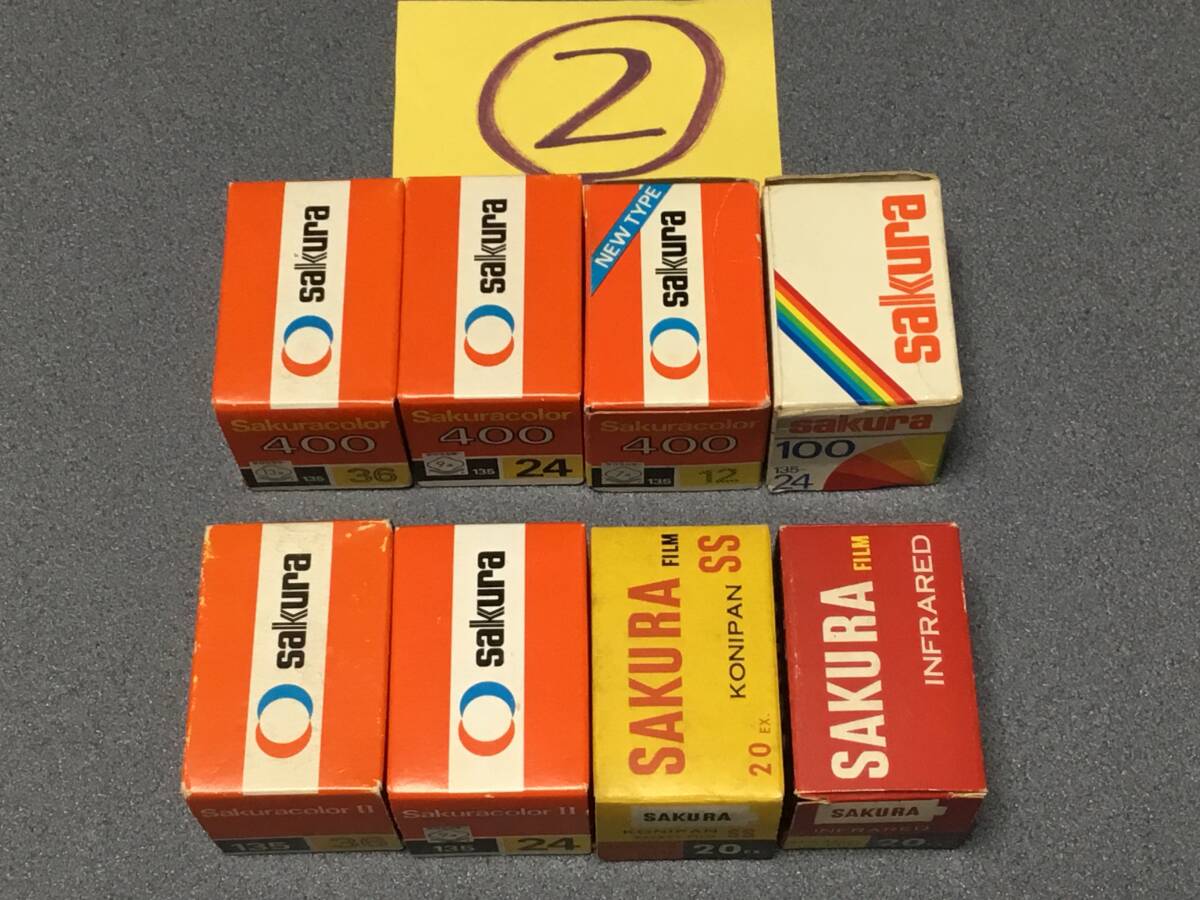 2
sakura
Sakuracolor
400
135 36
sakura
Sakuracolor
400
135 24
NEW TYPE
sakura
Sakuracolor
400
135 12
sakura
sakura
100
135-
24
sakura
Sakuracolor II
135 36
sakura
Sakuracolor II
135 24
SAKURA FILM
KONIPAN SS
20 EX.
SAKURA
KONIPAN SS
20 EX
SAKURA FILM
INFRARED
SAKURA
INFRARED
20